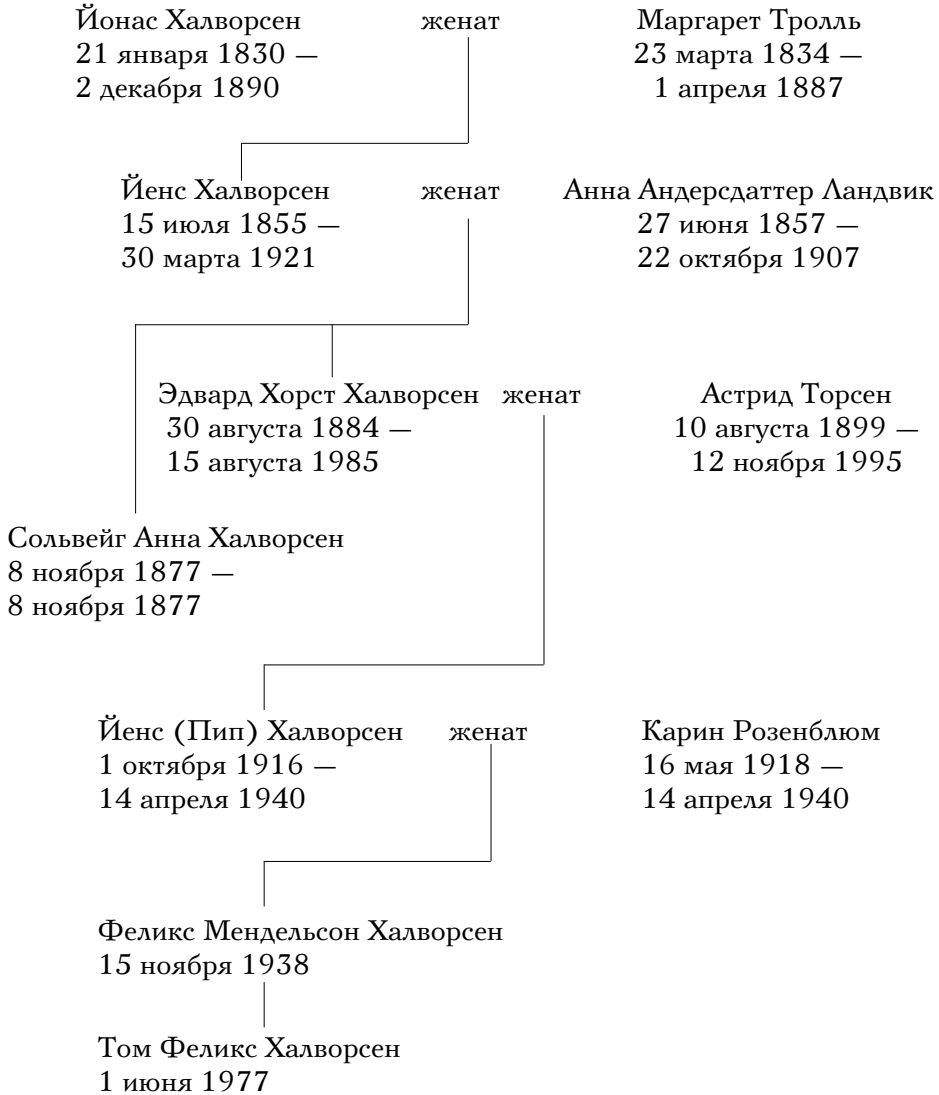 Йонас Халворсен женат Маргарет Тролль
21 января 1830 — 23 марта 1834 —
2 декабря 1890 1 апреля 1887
Йенс Халворсен женат Анна Андерсдаттер Ландвик
15 июля 1855 — 27 июня 1857 —
30 марта 1921 22 октября 1907
Эдвард Хорст Халворсен женат Астрид Торсен
30 августа 1884 — 10 августа 1899 —
15 августа 1985 12 ноября 1995
Сольвейг Анна Халворсен
8 ноября 1877 —
8 ноября 1877
Йенс (Пип) Халворсен женат Карин Розенблюм
1 октября 1916 — 16 мая 1918 —
14 апреля 1940 14 апреля 1940
Феликс Мендельсон Халворсен
15 ноября 1938
Том Феликс Халворсен
1 июня 1977